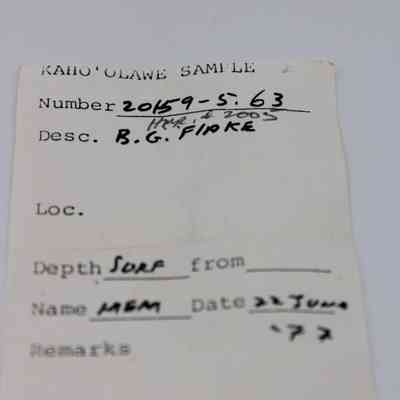 KAHO'OLAWE SAMPLE
Number 20159-5.63
2005
Desc. B.G. FlAKE
Loc.
Depth SURF from
Name MEM Date 22 June
'77
Remarks